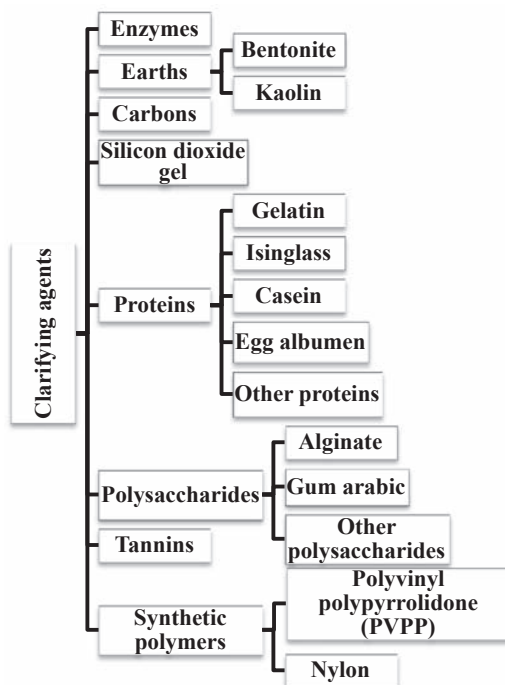 Clarifying agents
Enzymes
Earths
Bentonite
Kaolin
Carbons
Silicon dioxide
gel
Proteins
Gelatin
Isinglass
Casein
Egg albumen
Other proteins
Polysaccharides
Alginate
Gum arabic
Other
polysaccharides
Tannins
Synthetic
polymers
Polyvinyl
polypyrrolidone
(PVPP)
Nylon